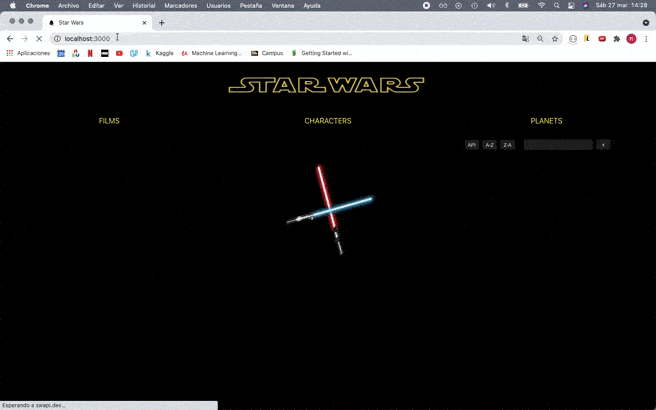 Chrome Archivo Editar Ver Historial Marcadores Usuarios Pestaña Ventana Ayuda Sáb 27 mar 14:28
Star Wars
localhost:3000
Aplicaciones Kaggle Machine Learning... Campus Getting Started wi...
STAR WARS
FILMS CHARACTERS PLANETS
API A-Z Z-A x
Esperando a swapi.dev...